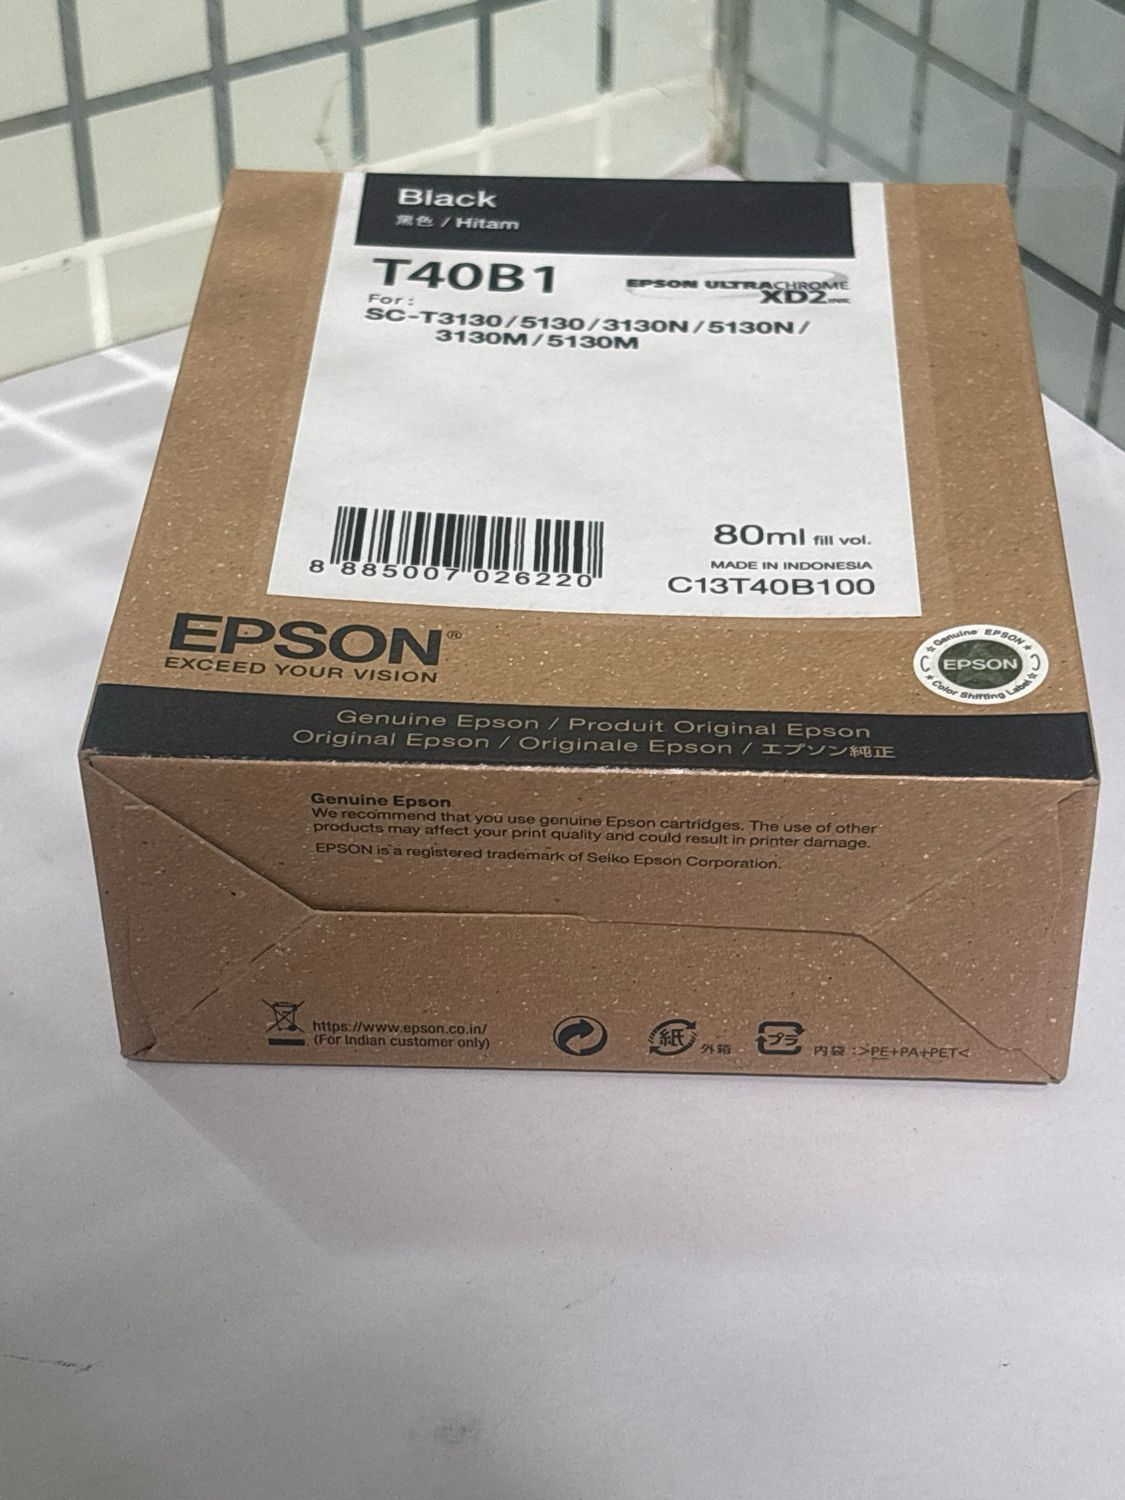 Black
黒色 / Hitam
T40B1
EPSON ULTRACHROME
XD2 INK
For :
SC-T3130/5130/3130N/5130N/
3130M/5130M
8 885007 026220
80ml fill vol.
MADE IN INDONESIA
C13T40B100
EPSON®
EXCEED YOUR VISION
Genuine EPSON
EPSON
Color Shifting Label
Genuine Epson / Produit Original Epson
Original Epson / Originale Epson / エプソン純正
Genuine Epson
We recommend that you use genuine Epson cartridges. The use of other
products may affect your print quality and could result in printer damage.
EPSON is a registered trademark of Seiko Epson Corporation.
https://www.epson.co.in/
(For Indian customer only)
紙 外箱
プラ 内袋 :>PE+PA+PET<